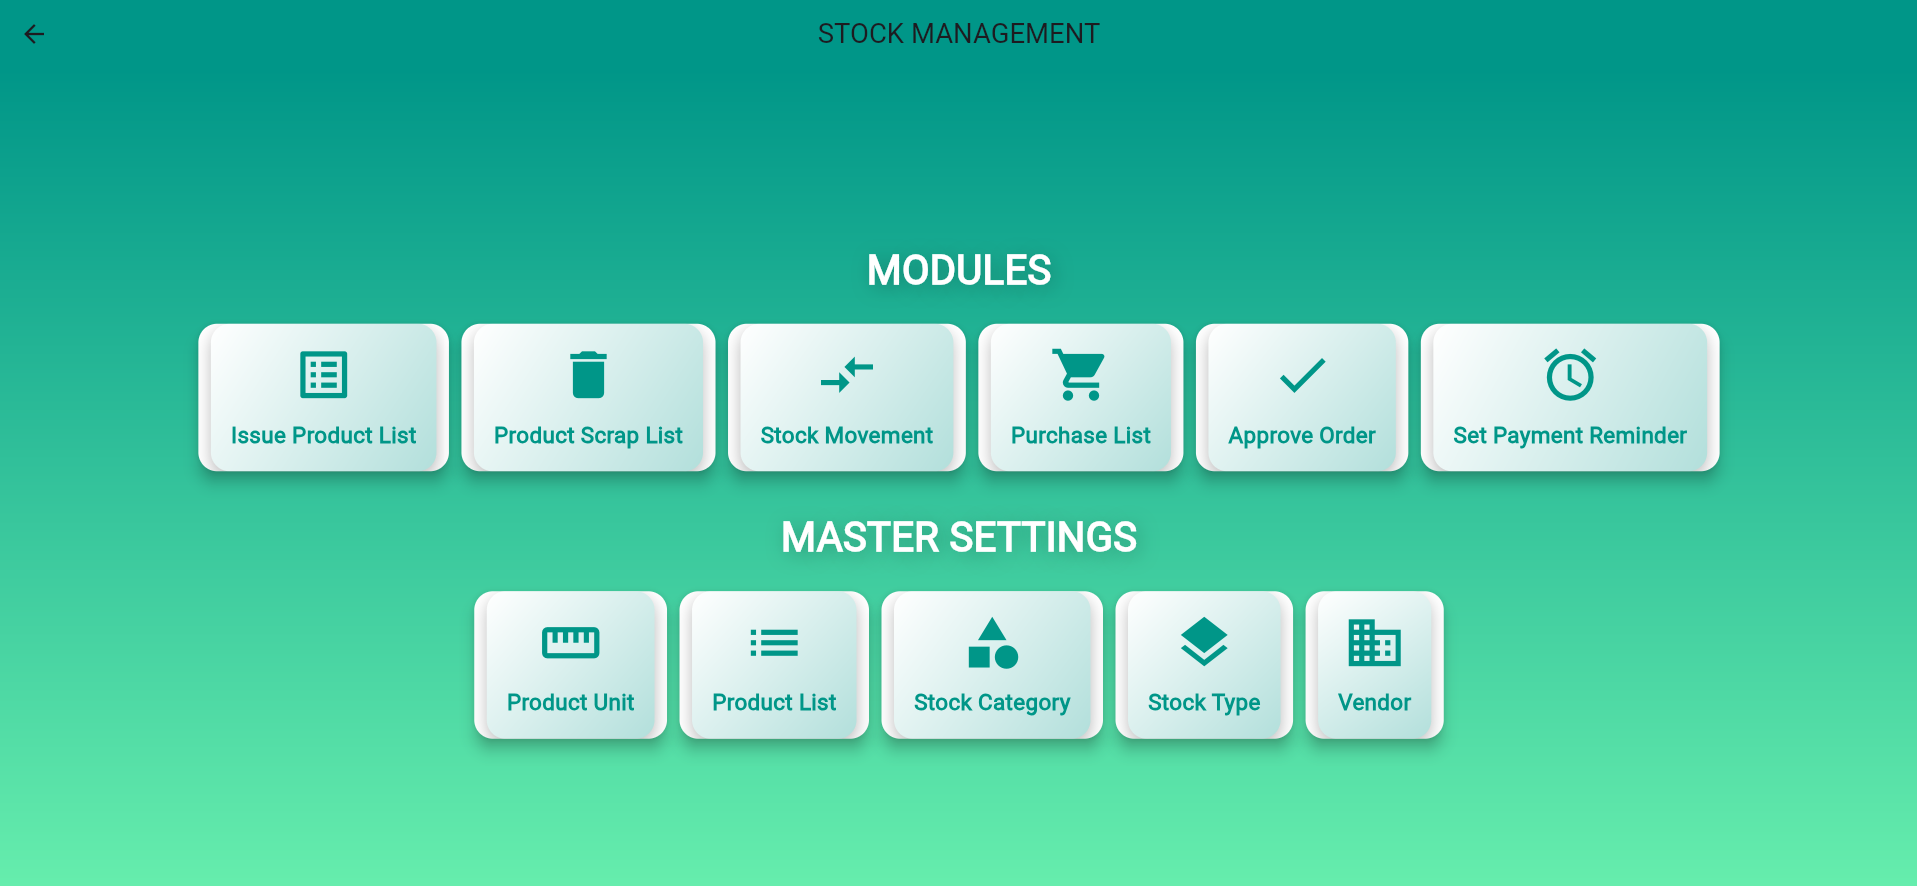 STOCK MANAGEMENT
MODULES
Issue Product List
Product Scrap List
Stock Movement
Purchase List
Approve Order
Set Payment Reminder
MASTER SETTINGS
Product Unit
Product List
Stock Category
Stock Type
Vendor